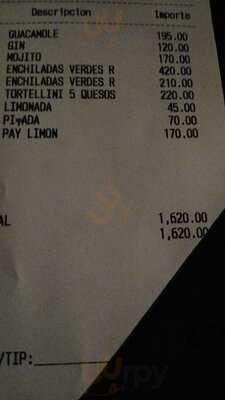 Descripcion Importe
GUACAMOLE 195.00
GIN 120.00
MOJITO 170.00
ENCHILADAS VERDES R 420.00
ENCHILADAS VERDES R 210.00
TORTELLINI 5 QUESOS 220.00
LIMONADA 45.00
70.00
PAY LIMON 170.00
AL 1,620.00
1,620.00
/TIP: